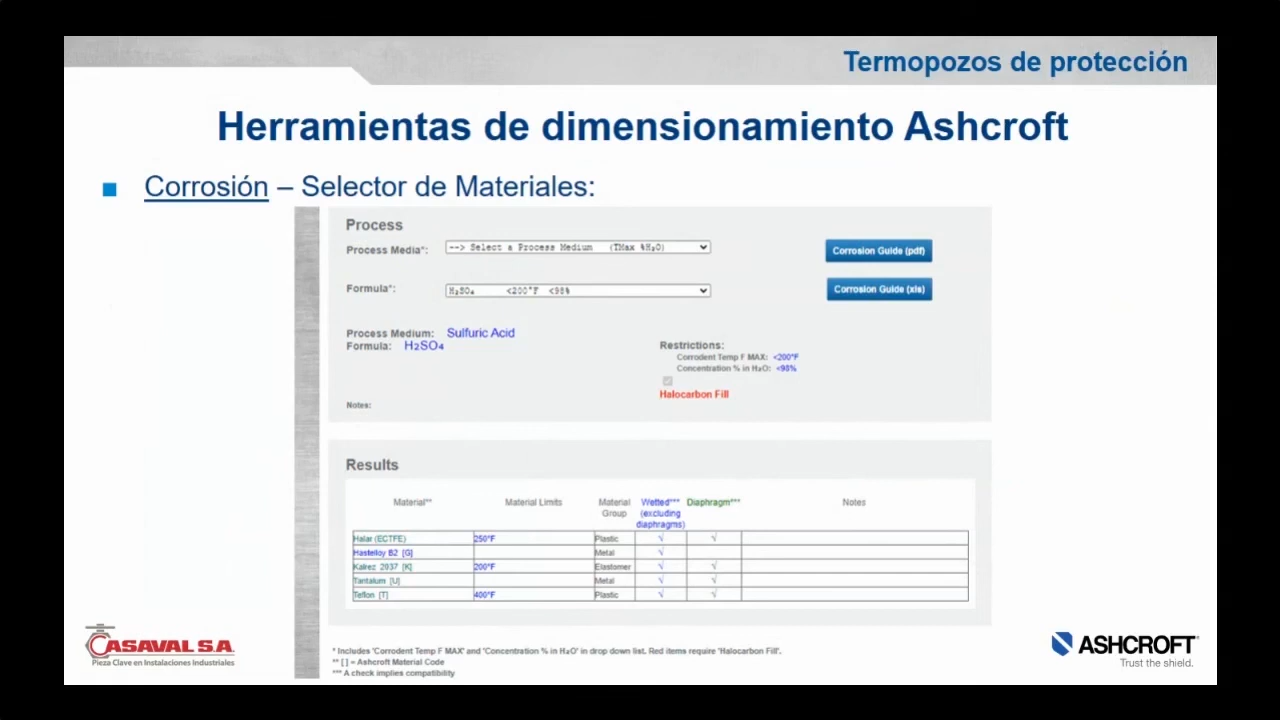 Termopozos de protección
Herramientas de dimensionamiento Ashcroft
Corrosión – Selector de Materiales:
Process
Process Media*: --> Select a Process Medium (TMax %H₂O)
Corrosion Guide (pdf)
Formula*: H₂SO₄ <200°F <98%
Corrosion Guide (xls)
Process Medium: Sulfuric Acid
Formula: H₂SO₄
Restrictions:
Corrodent Temp F MAX: <200°F
Concentration % in H₂O: <98%
Halocarbon Fill
Notes:
Results
Material** Material Limits Material Group Wetted*** (excluding diaphragms) Diaphragm*** Notes
Halar (ECTFE) 250°F Plastic √ √
Hastelloy B2 [G] Metal √
Kalrez 2037 [K] 200°F Elastomer √ √
Tantalum [U] Metal √ √
Teflon [T] 400°F Plastic √ √
* Includes 'Corrodent Temp F MAX' and 'Concentration % in H₂O' in drop down list. Red items require 'Halocarbon Fill'.
** [ ] = Ashcroft Material Code
*** A check implies compatibility
CASAVAL S.A.
Pieza Clave en Instalaciones Industriales
ASHCROFT®
Trust the shield.